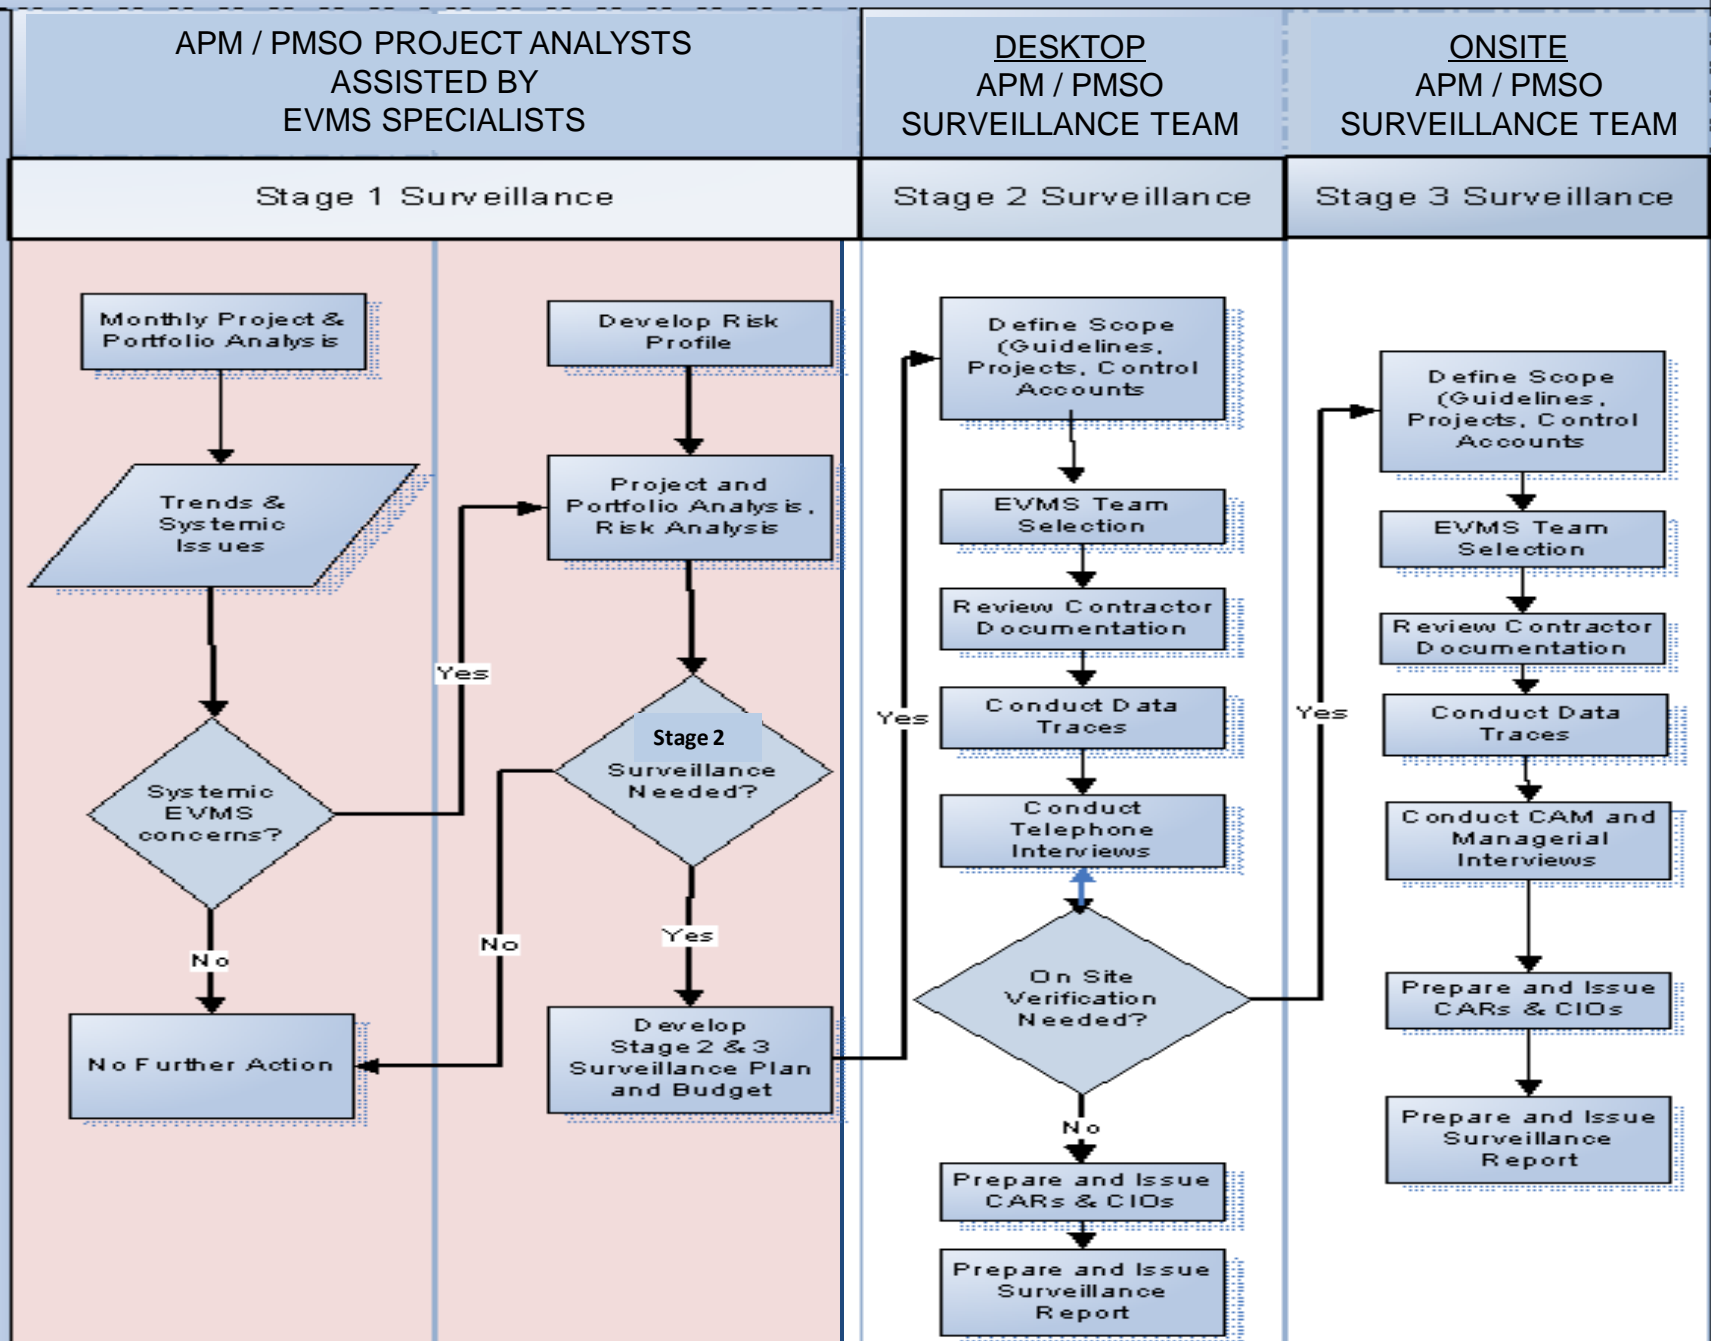 APM / PMSO PROJECT ANALYSTS
ASSISTED BY
EVMS SPECIALISTS
DESKTOP
APM / PMSO
SURVEILLANCE TEAM
ONSITE
APM / PMSO
SURVEILLANCE TEAM
Stage 1 Surveillance
Stage 2 Surveillance
Stage 3 Surveillance
Monthly Project &
Portfolio Analysis
Trends &
Systemic
Issues
Systemic
EVMS
concerns?
Yes
No
No Further Action
Develop Risk
Profile
Project and
Portfolio Analysis,
Risk Analysis
Stage 2
Surveillance
Needed?
No
Yes
Develop
Stage 2 & 3
Surveillance Plan
and Budget
Yes
Define Scope
(Guidelines,
Projects, Control
Accounts
EVMS Team
Selection
Review Contractor
Documentation
Conduct Data
Traces
Conduct
Telephone
Interviews
On Site
Verification
Needed?
No
Prepare and Issue
CARs & CIOs
Prepare and Issue
Surveillance
Report
Yes
Define Scope
(Guidelines,
Projects, Control
Accounts
EVMS Team
Selection
Review Contractor
Documentation
Conduct Data
Traces
Conduct CAM and
Managerial
Interviews
Prepare and Issue
CARs & CIOs
Prepare and Issue
Surveillance
Report